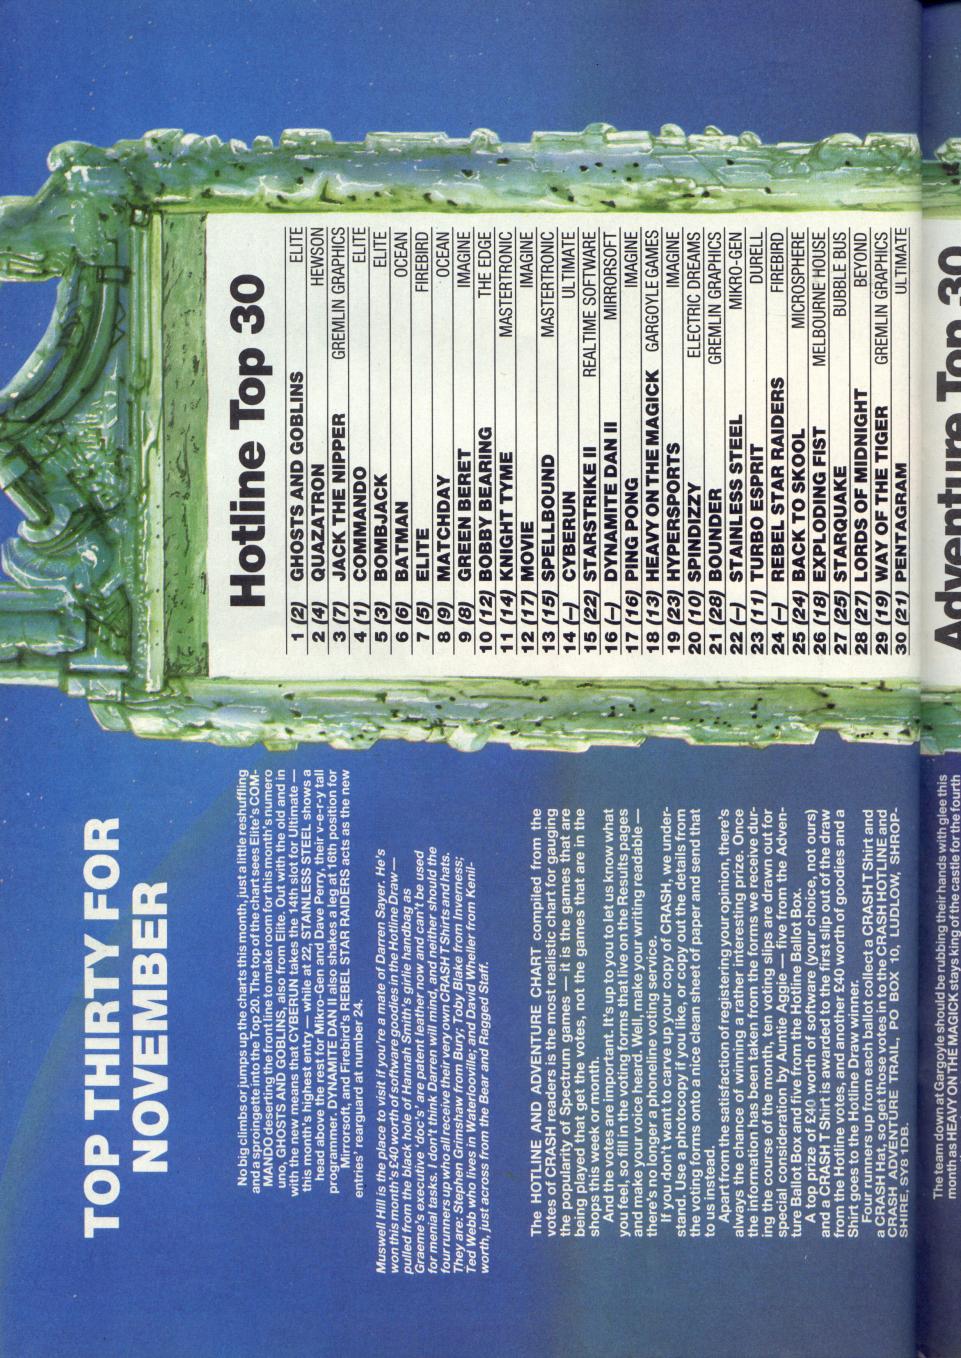 TOP THIRTY FOR
NOVEMBER
No big climbs or jumps up the charts this month, just a little reshuffling
and a sproingette into the Top 20. The top of the chart sees Elite's COM-
MANDO deserting the front line to make room for this month's numero
uno, GHOSTS AND GOBLINS, also from Elite. Out with the old and in
with the new means that CYBERUN takes the 14th slot for Ultimate —
this month's highest entry — while at 22, STAINLESS STEEL shows a
head above the rest for Mikro-Gen and Dave Perry, their v-e-r-y tall
programmer, DYNAMITE DAN II also shakes a leg at 16th position for
Mirrorsoft, and Firebird's REBEL STAR RAIDERS acts as the new
entries' rearguard at number 24.
Muswell Hill is the place to visit if you're a mate of Darren Sayer. He's
won this month's £40 worth of software goodies in the Hotline Draw —
pulled from the black hole of Hannah Smith's girlie handbag as
Graeme's executive 'doc's' are real leather now and can't be used
for menial tasks. I don't think Darren will mind, and neither should the
four runners up who all receive their very own CRASH T Shirts and hats.
They are: Stephen Grimshaw from Bury; Toby Blake from Inverness;
Ted Webb who lives in Waterlooville; and David Wheller from Kenil-
worth, just across from the Bear and Ragged Staff.
The HOTLINE AND ADVENTURE CHART compiled from the
votes of CRASH readers is the most realistic chart for gauging
the popularity of Spectrum games — it is the games that are
being played that get the votes, not the games that are in the
shops this week or month.
And the votes are important. It's up to you to let us know what
you feel, so fill in the voting forms that live on the Results pages
and make your voice heard. Well, make your writing readable —
there's no longer a phoneline voting service.
If you don't want to carve up your copy of CRASH, we under-
stand. Use a photocopy if you like, or copy out the details from
the voting forms onto a nice clean sheet of paper and send that
to us instead.
Apart from the satisfaction of registering your opinion, there's
always the chance of winning a rather interesting prize. Once
the information has been taken from the forms we receive dur-
ing the course of the month, ten voting slips are drawn out for
special consideration by Auntie Aggie — five from the Adven-
ture Ballot Box and five from the Hotline Ballot Box.
A top prize of £40 worth of software (your choice, not ours)
and a CRASH T Shirt is awarded to the first slip out of the draw
from the Hotline votes, and another £40 worth of goodies and a
Shirt goes to the Hotline Draw winner.
Four runners up from each ballot collect a CRASH T Shirt and
a CRASH Hat, so get those votes in to the CRASH HOTLINE and
CRASH ADVENTURE TRAIL, PO BOX 10, LUDLOW, SHROP-
SHIRE, SY8 1DB.
The team down at Gargoyle should be rubbing their hands with glee this
month as HEAVY ON THE MAGICK stays king of the castle for the fourth
Hotline Top 30
1 (2) GHOSTS AND GOBLINS ELITE
2 (4) QUAZATRON HEWSON
3 (7) JACK THE NIPPER GREMLIN GRAPHICS
4 (1) COMMANDO ELITE
5 (3) BOMBJACK ELITE
6 (6) BATMAN OCEAN
7 (5) ELITE FIREBIRD
8 (9) MATCHDAY OCEAN
9 (8) GREEN BERET IMAGINE
10 (12) BOBBY BEARING THE EDGE
11 (14) KNIGHT TYME MASTERTRONIC
12 (17) MOVIE IMAGINE
13 (15) SPELLBOUND MASTERTRONIC
14 (–) CYBERUN ULTIMATE
15 (22) STARSTRIKE II REALTIME SOFTWARE
16 (–) DYNAMITE DAN II MIRRORSOFT
17 (16) PING PONG IMAGINE
18 (13) HEAVY ON THE MAGICK GARGOYLE GAMES
19 (23) HYPERSPORTS IMAGINE
20 (10) SPINDIZZY ELECTRIC DREAMS
21 (28) BOUNDER GREMLIN GRAPHICS
22 (–) STAINLESS STEEL MIKRO-GEN
23 (11) TURBO ESPRIT DURELL
24 (–) REBEL STAR RAIDERS FIREBIRD
25 (24) BACK TO SKOOL MICROSPHERE
26 (18) EXPLODING FIST MELBOURNE HOUSE
27 (25) STARQUAKE BUBBLE BUS
28 (27) LORDS OF MIDNIGHT BEYOND
29 (19) WAY OF THE TIGER GREMLIN GRAPHICS
30 (21) PENTAGRAM ULTIMATE
Adventure Top 30